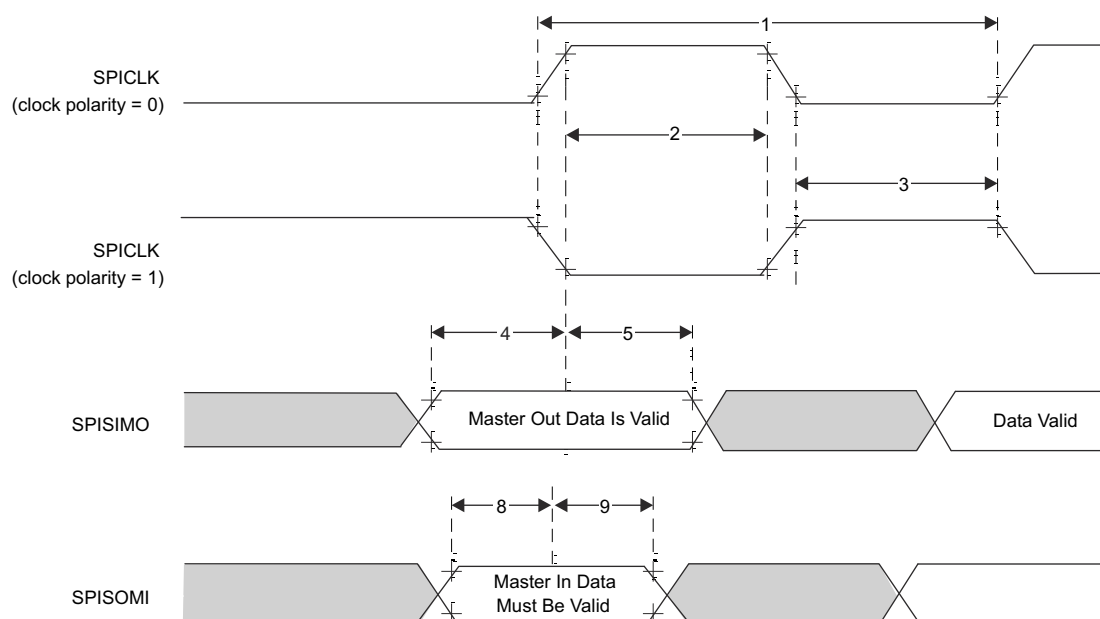 1
SPICLK
(clock polarity = 0)
2
3
SPICLK
(clock polarity = 1)
4
5
SPISIMO
Master Out Data Is Valid
Data Valid
8
9
SPISOMI
Master In Data
Must Be Valid